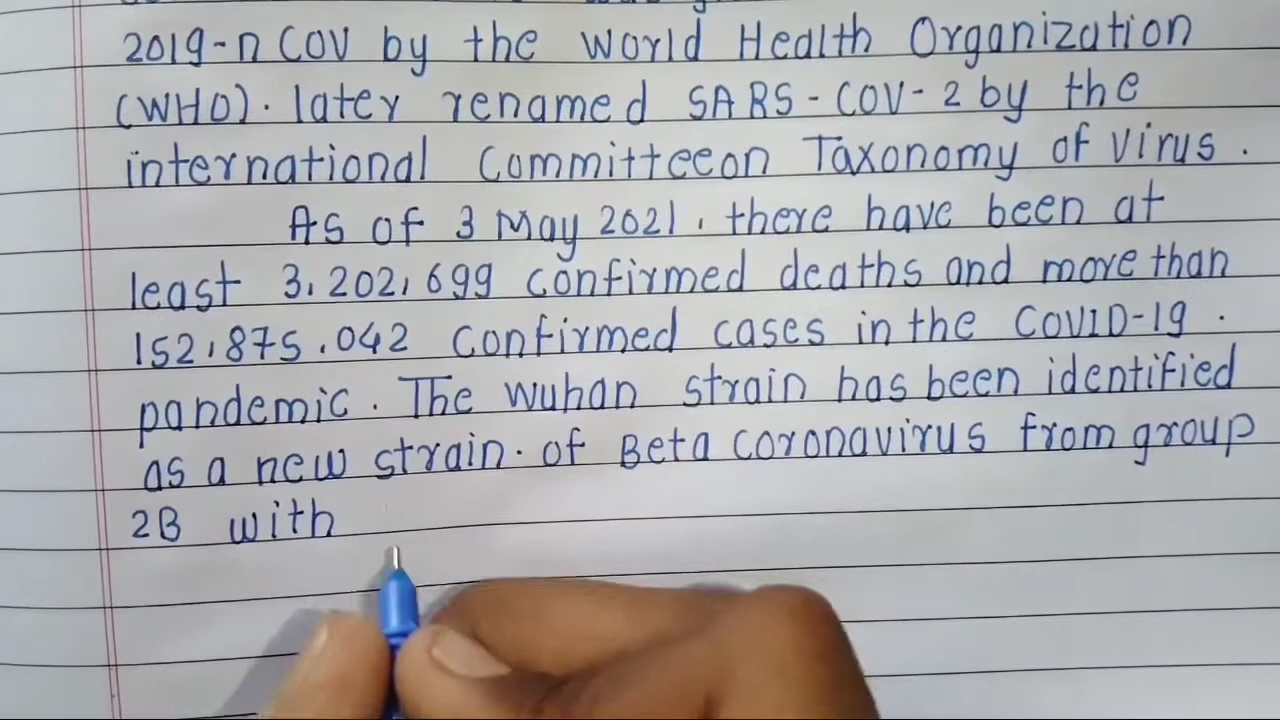 2019-n COV by the World Health Organization
(WHO). later renamed SARS-COV-2 by the
international Committeeon Taxonomy of Virus.
As of 3 May 2021, there have been at
least 3,202,699 confirmed deaths and more than
152,875,042 confirmed cases in the COVID-19.
pandemic. The wuhan strain has been identified
as a new strain. of Beta coronavirus from group
2B with